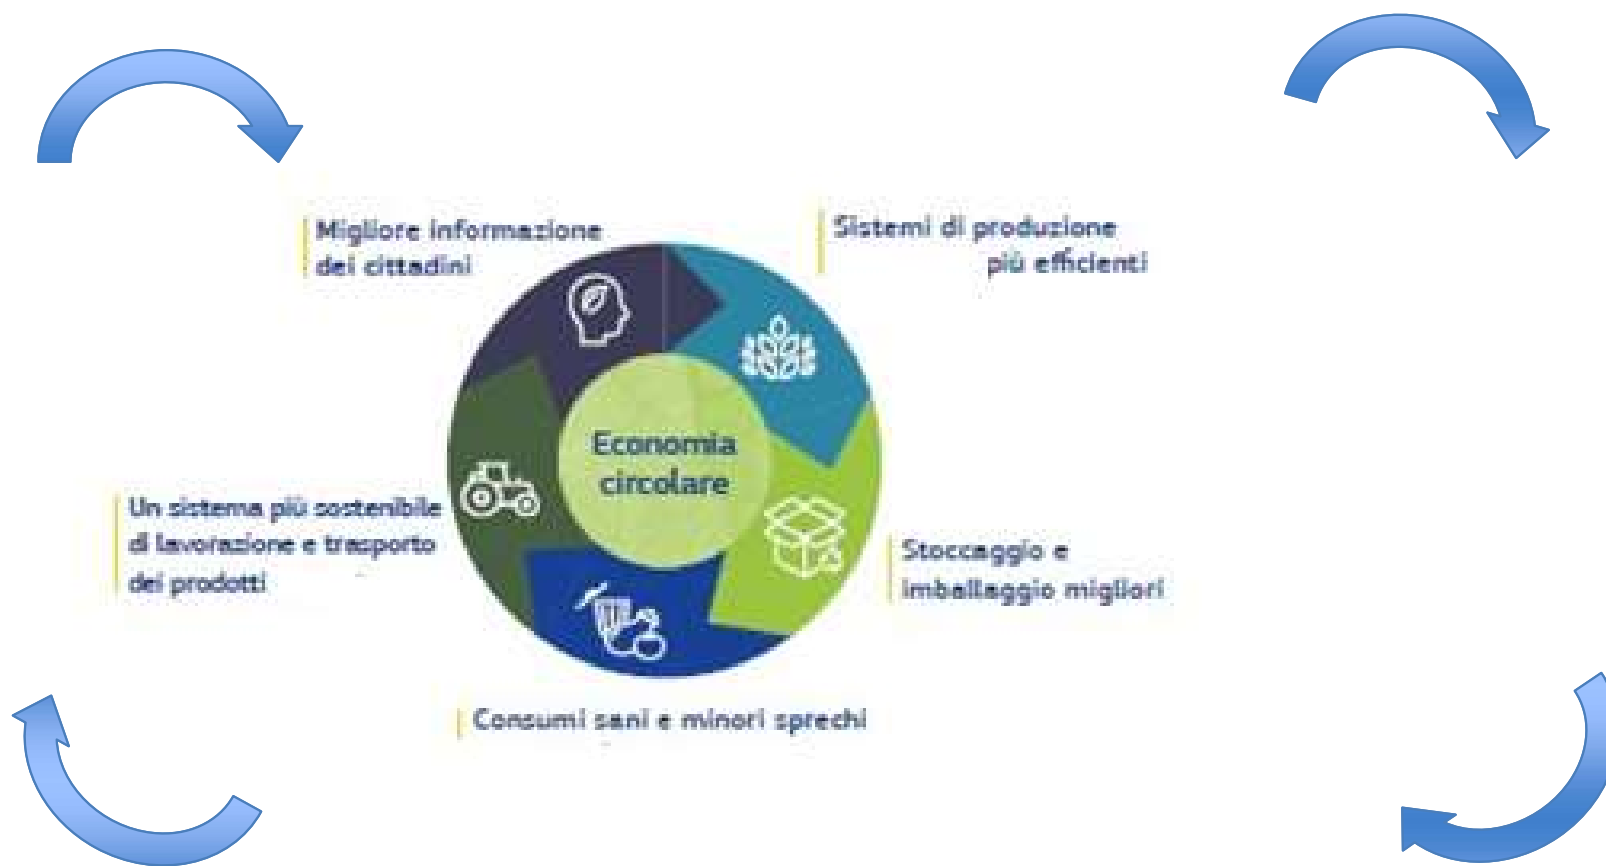 Migliore informazione
dei cittadini
Sistemi di produzione
più efficienti
Economia
circolare
Un sistema più sostenibile
di lavorazione e trasporto
dei prodotti
Stoccaggio e
imballaggio migliori
Consumi sani e minori sprechi